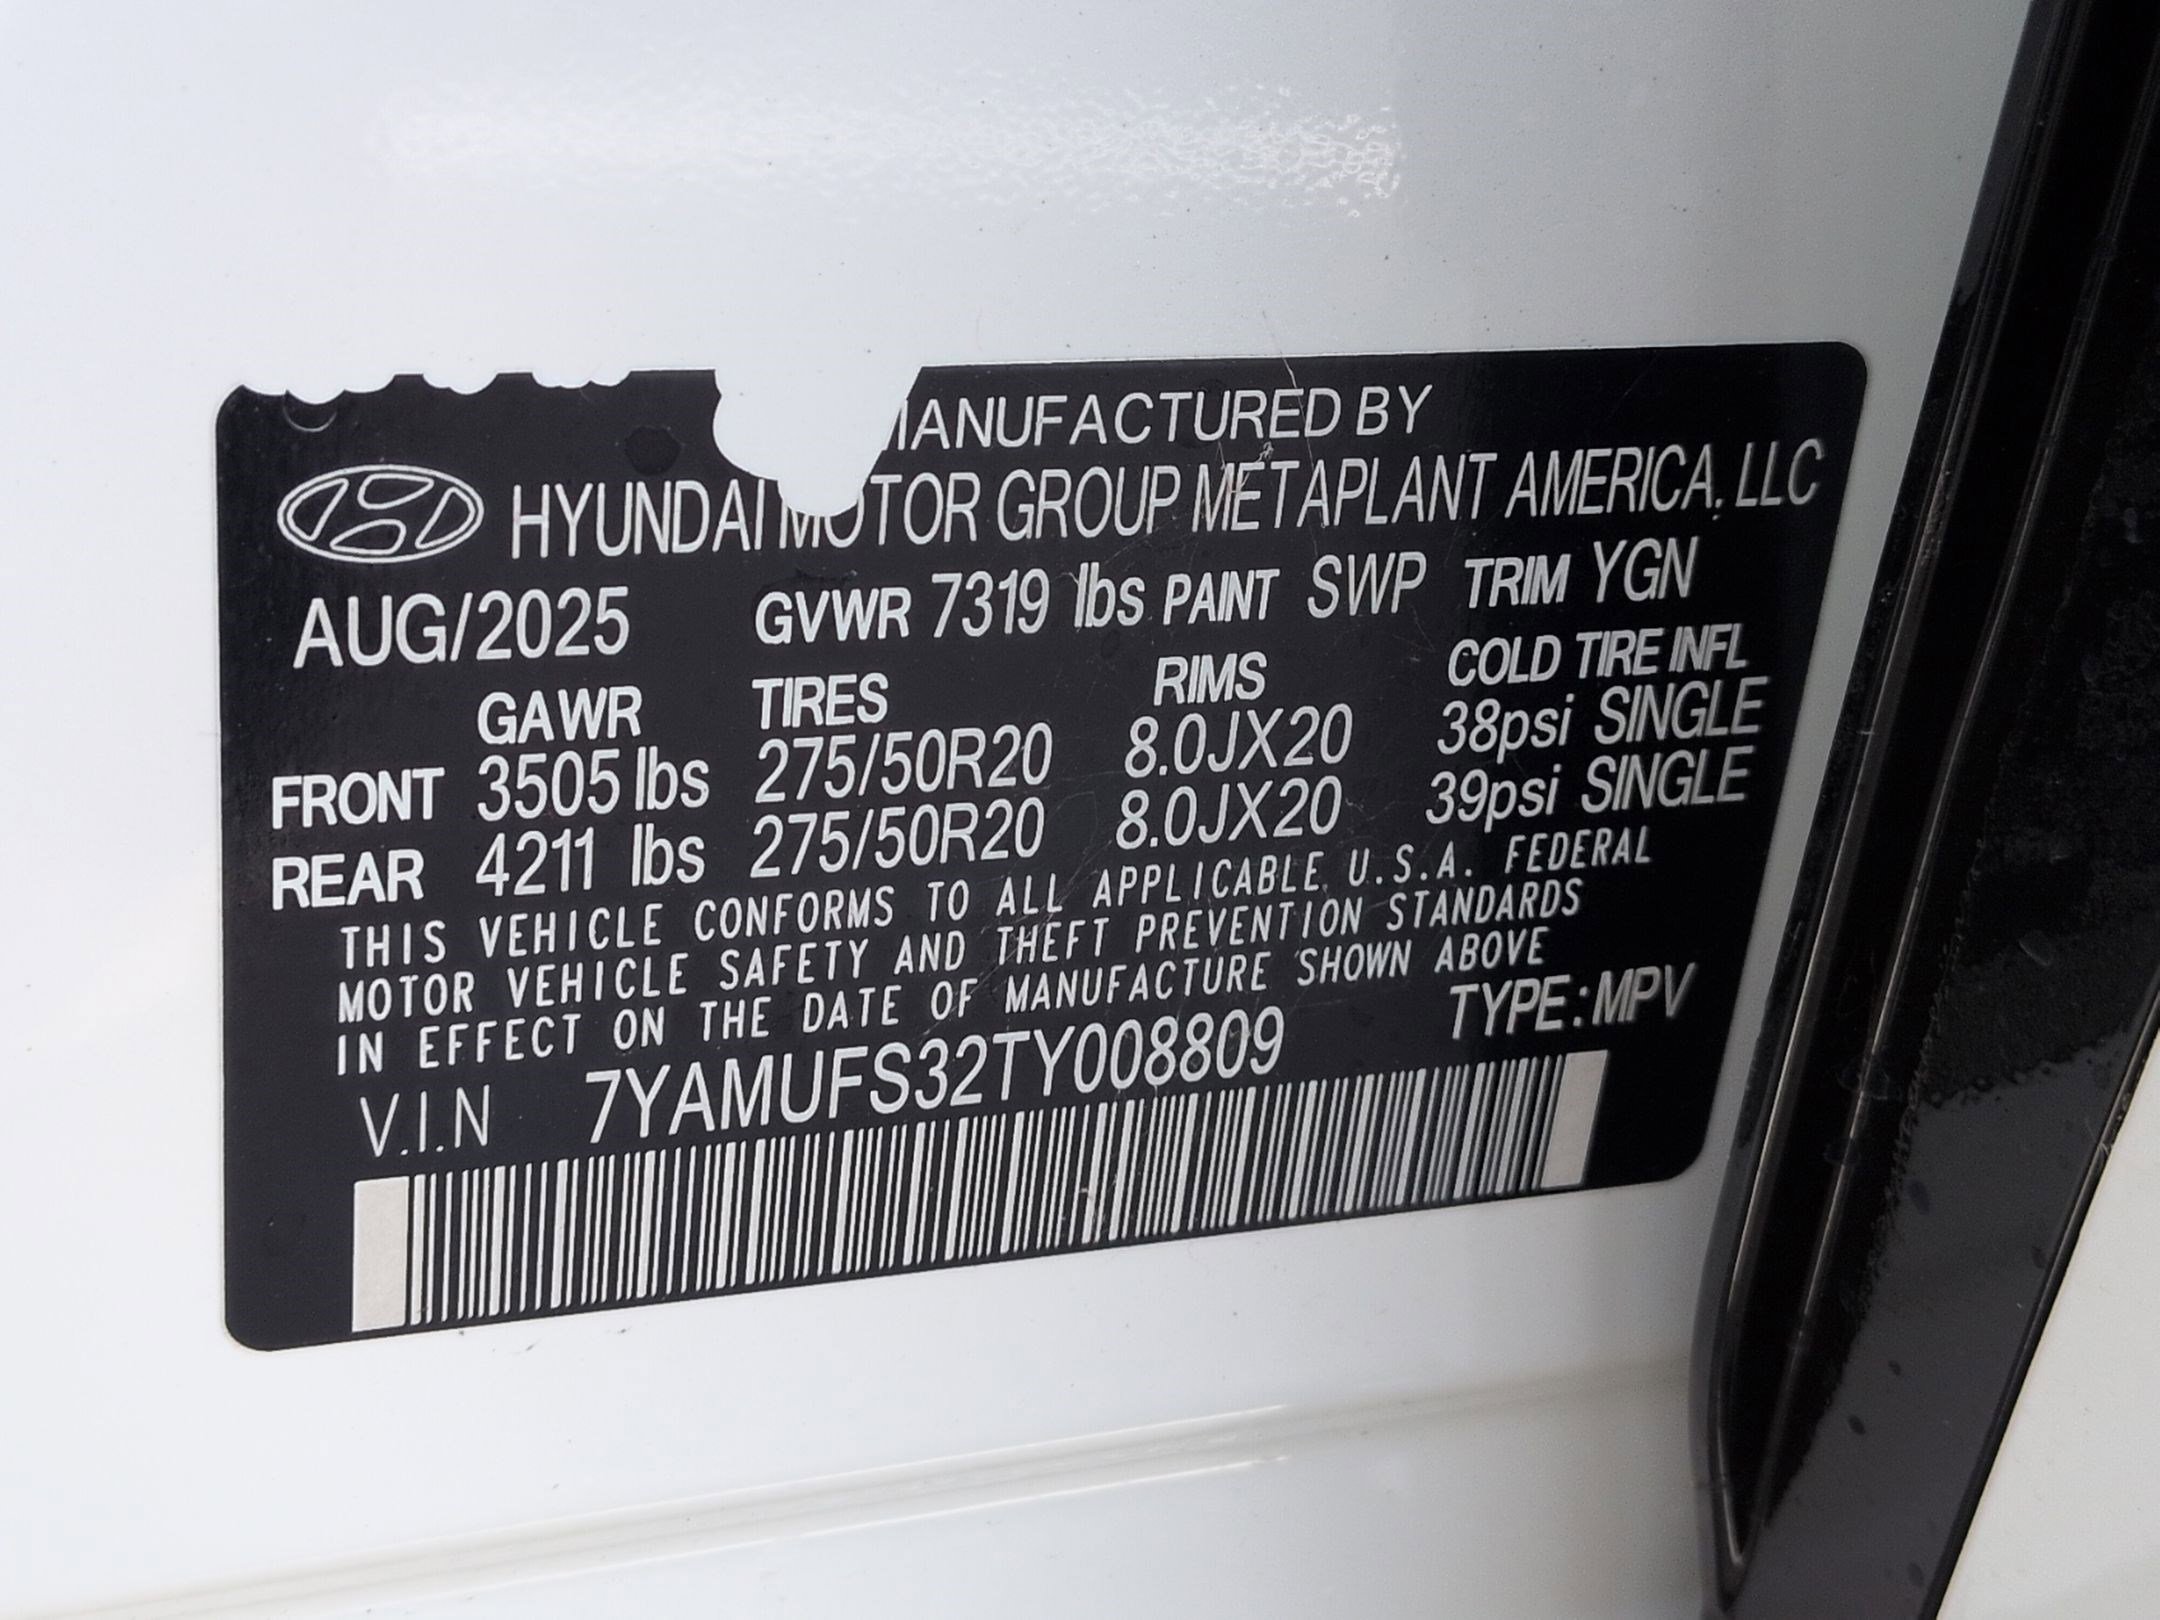 MANUFACTURED BY
HYUNDAI MOTOR GROUP METAPLANT AMERICA, LLC
AUG/2025 GVWR 7319 lbs PAINT SWP TRIM YGN
GAWR TIRES RIMS COLD TIRE INFL
FRONT 3505 lbs 275/50R20 8.0JX20 38psi SINGLE
REAR 4211 lbs 275/50R20 8.0JX20 39psi SINGLE
THIS VEHICLE CONFORMS TO ALL APPLICABLE U.S.A. FEDERAL
MOTOR VEHICLE SAFETY AND THEFT PREVENTION STANDARDS
IN EFFECT ON THE DATE OF MANUFACTURE SHOWN ABOVE
V.I.N 7YAMUFS32TY008809 TYPE:MPV